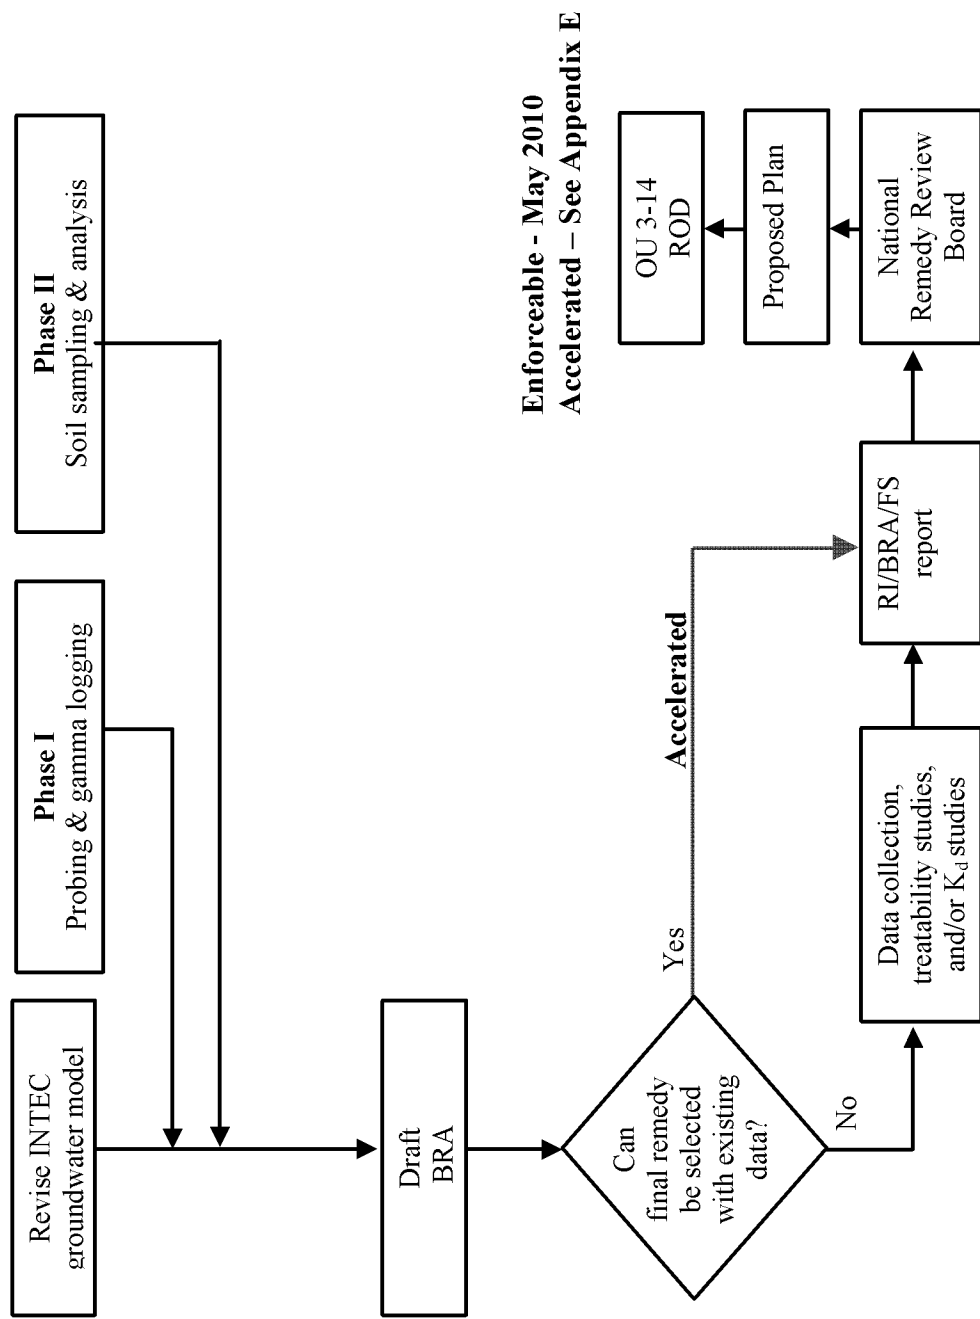 Revise INTEC
groundwater model
Phase I
Probing & gamma logging
Phase II
Soil sampling & analysis
Draft
BRA
Can
final remedy
be selected
with existing
data?
Yes
Accelerated
No
Data collection,
treatability studies,
and/or Kd studies
RI/BRA/FS
report
National
Remedy Review
Board
Proposed Plan
OU 3-14
ROD
Enforceable - May 2010
Accelerated – See Appendix E